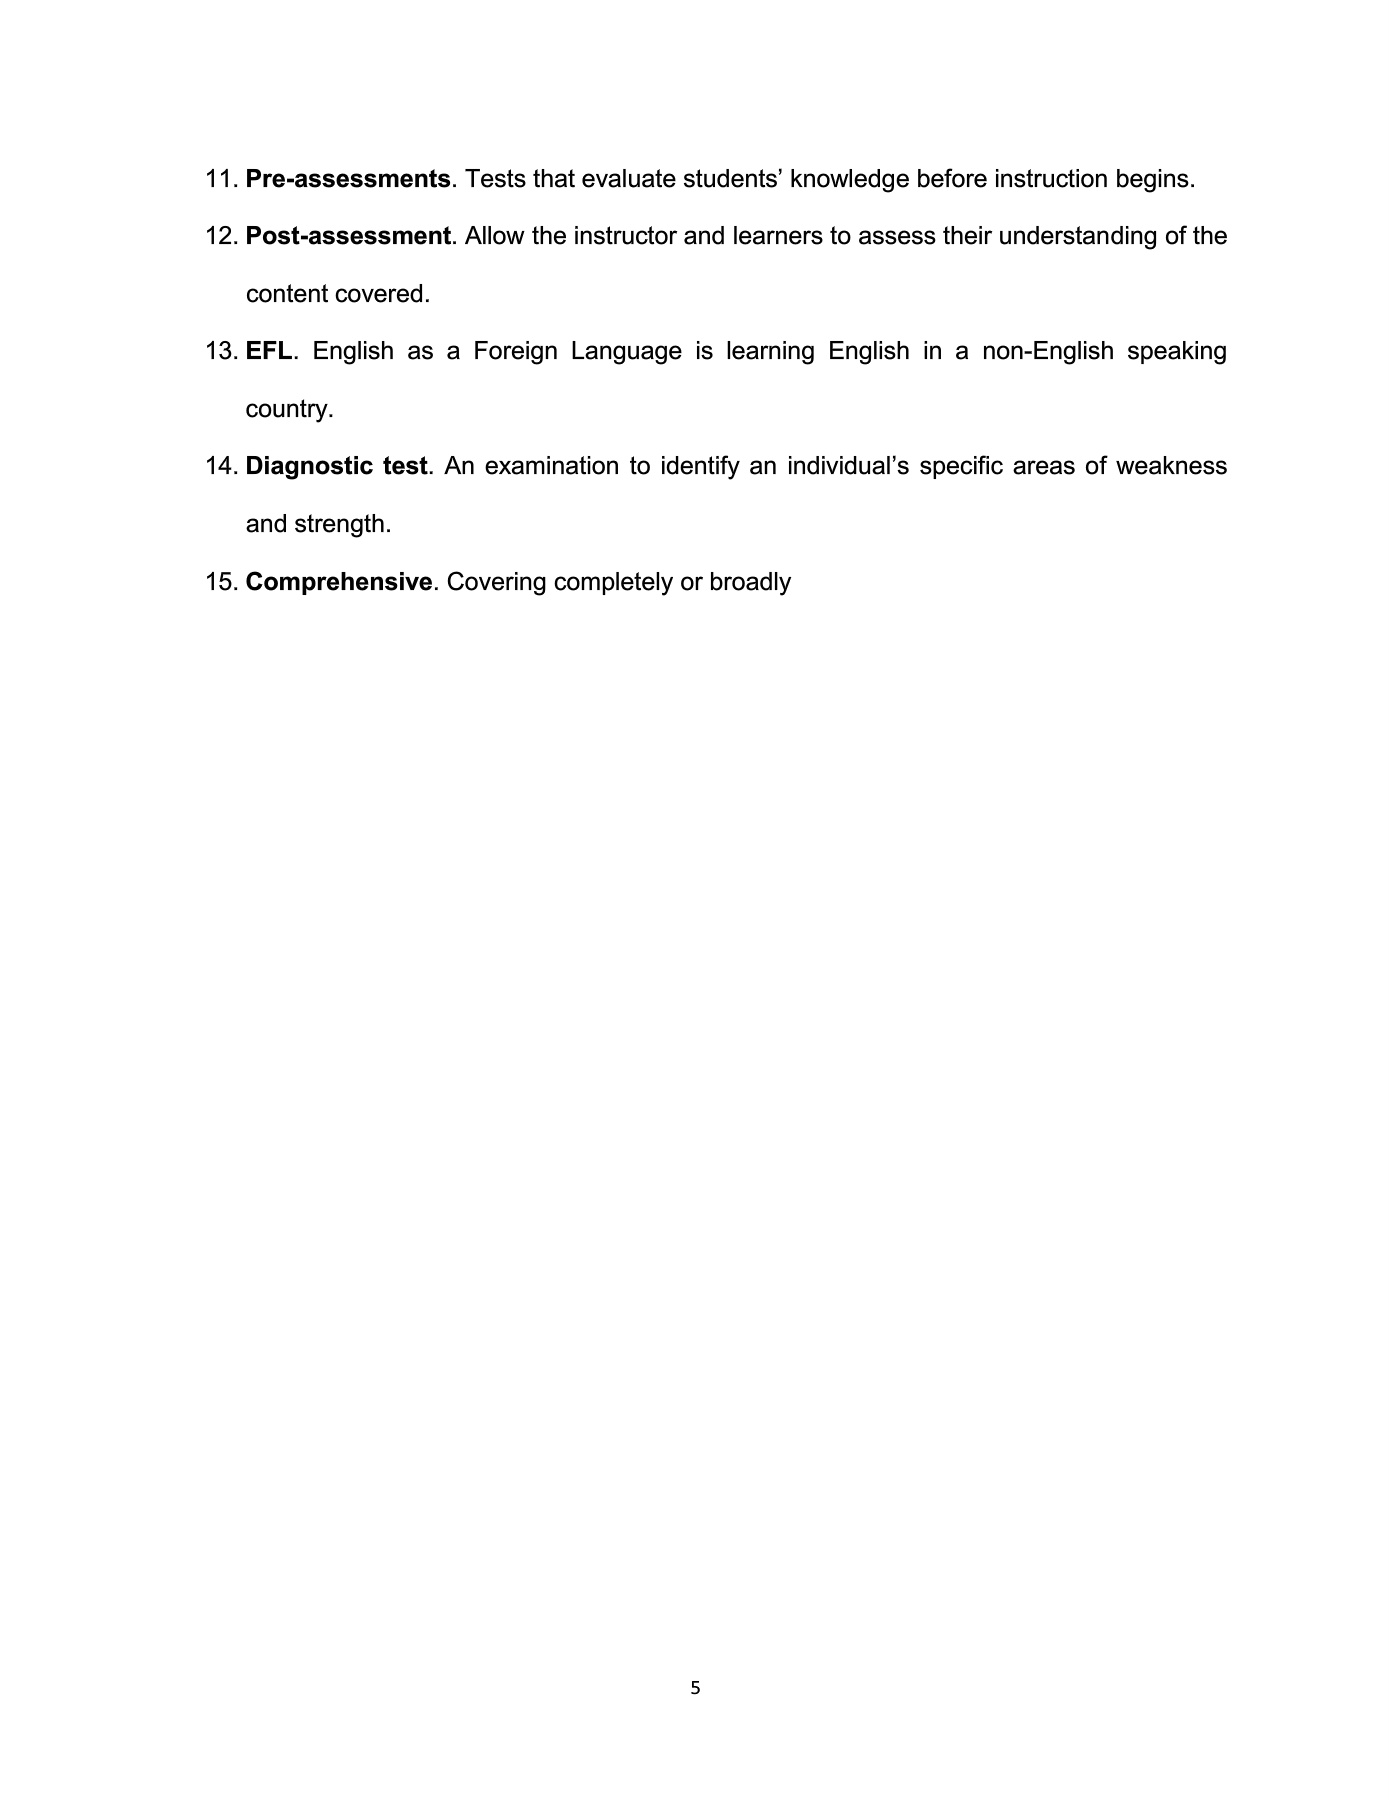 11. Pre-assessments. Tests that evaluate students’ knowledge before instruction begins.
12. Post-assessment. Allow the instructor and learners to assess their understanding of the
content covered.
13. EFL. English as a Foreign Language is learning English in a non-English speaking
country.
14. Diagnostic test. An examination to identify an individual’s specific areas of weakness
and strength.
15. Comprehensive. Covering completely or broadly
5